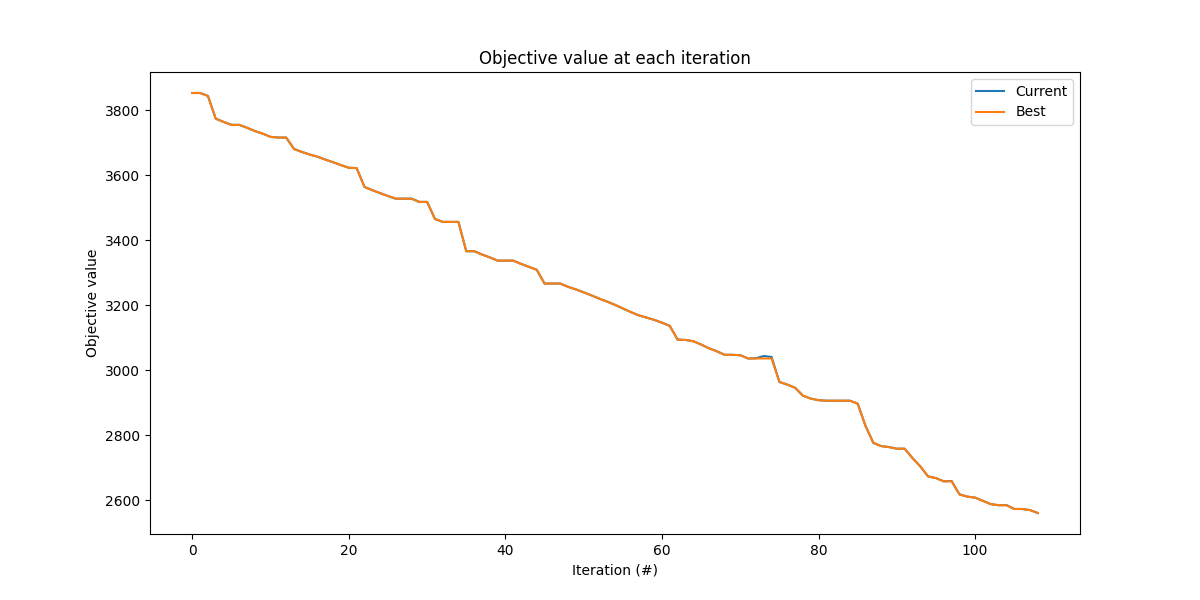 Objective value at each iteration
Current
Best
3800
3600
3400
3200
3000
2800
2600
Objective value
0 20 40 60 80 100
Iteration (#)